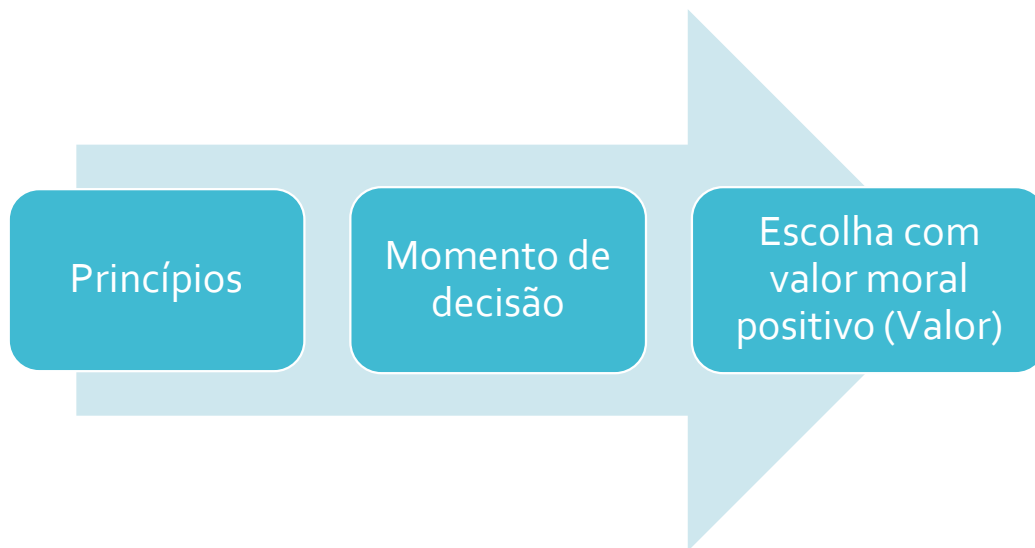 Princípios
Momento de
decisão
Escolha com
valor moral
positivo (Valor)